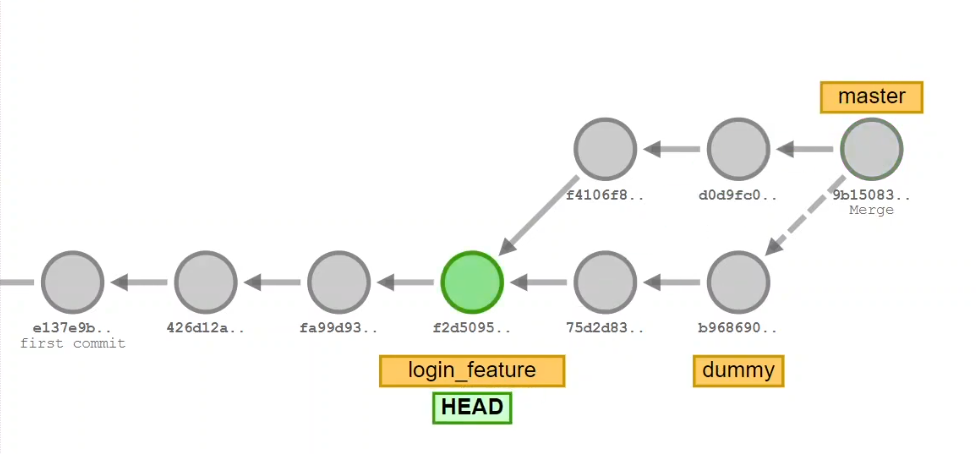 master
f4106f8..
d0d9fc0..
9b15083..
Merge
e137e9b..
first commit
426d12a..
fa99d93..
f2d5095..
75d2d83..
b968690..
login_feature
dummy
HEAD